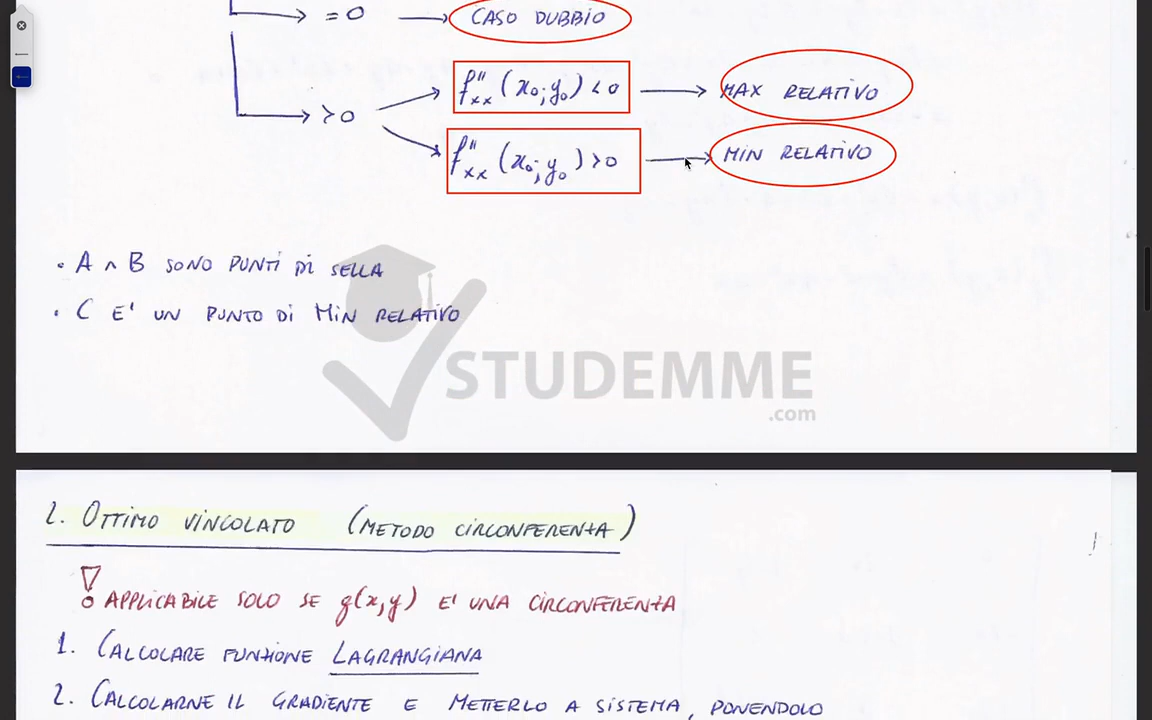 = 0 → CASO DUBBIO
f''xx (x0; y0) < 0 → MAX RELATIVO
> 0
f''xx (x0; y0) > 0 → MIN RELATIVO
• A ∧ B SONO PUNTI DI SELLA
• C E' UN PUNTO DI MIN RELATIVO
STUDEMME
.com
2. OTTIMO VINCOLATO (METODO CIRCONFERENZA)
APPLICABILE SOLO SE g(x,y) E' UNA CIRCONFERENZA
1. CALCOLARE FUNZIONE LAGRANGIANA
2. CALCOLARNE IL GRADIENTE E METTERLO A SISTEMA, PONENDOLO